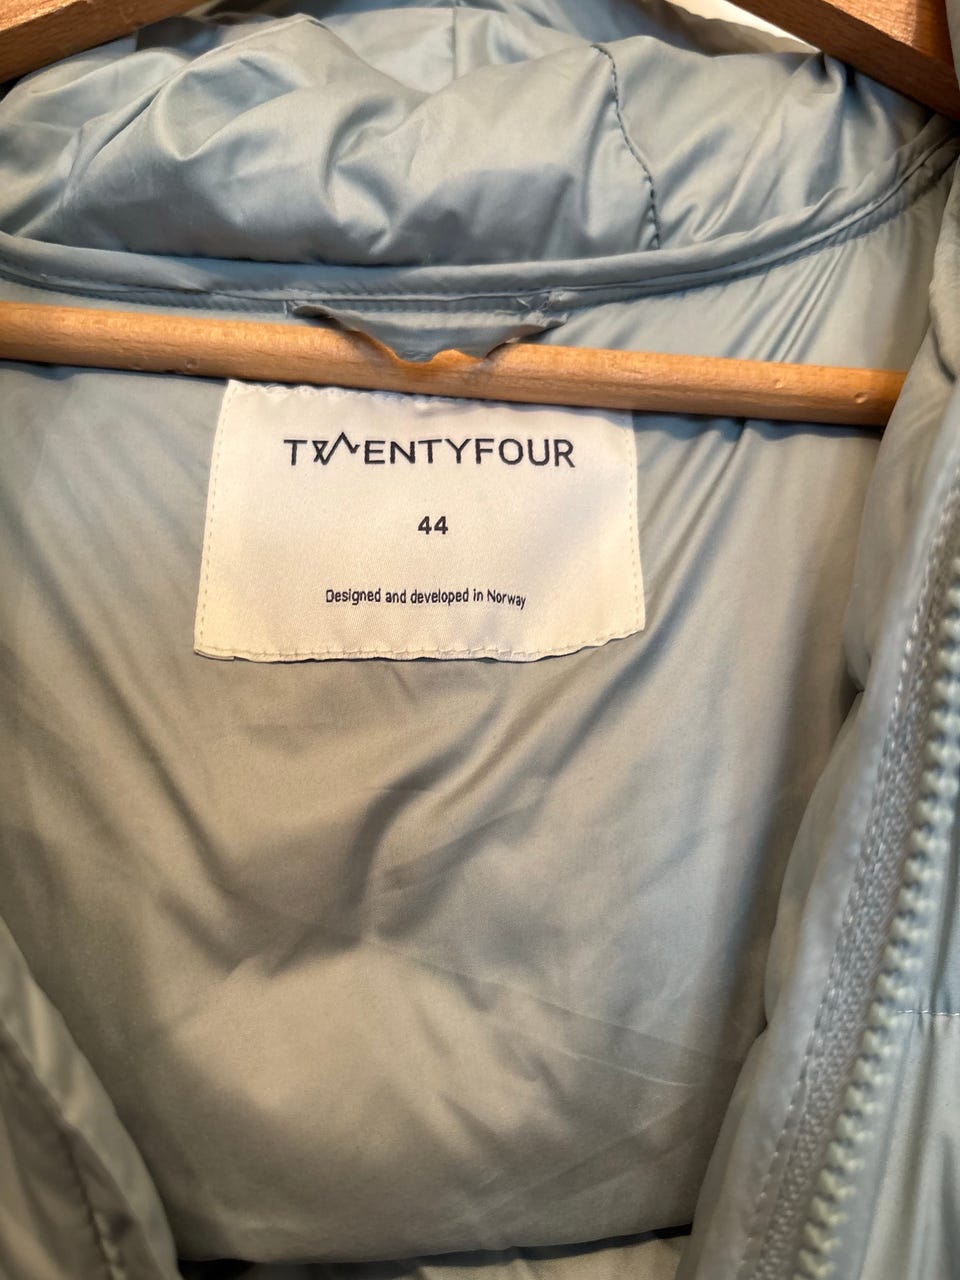 TWENTYFOUR
44
Designed and developed in Norway